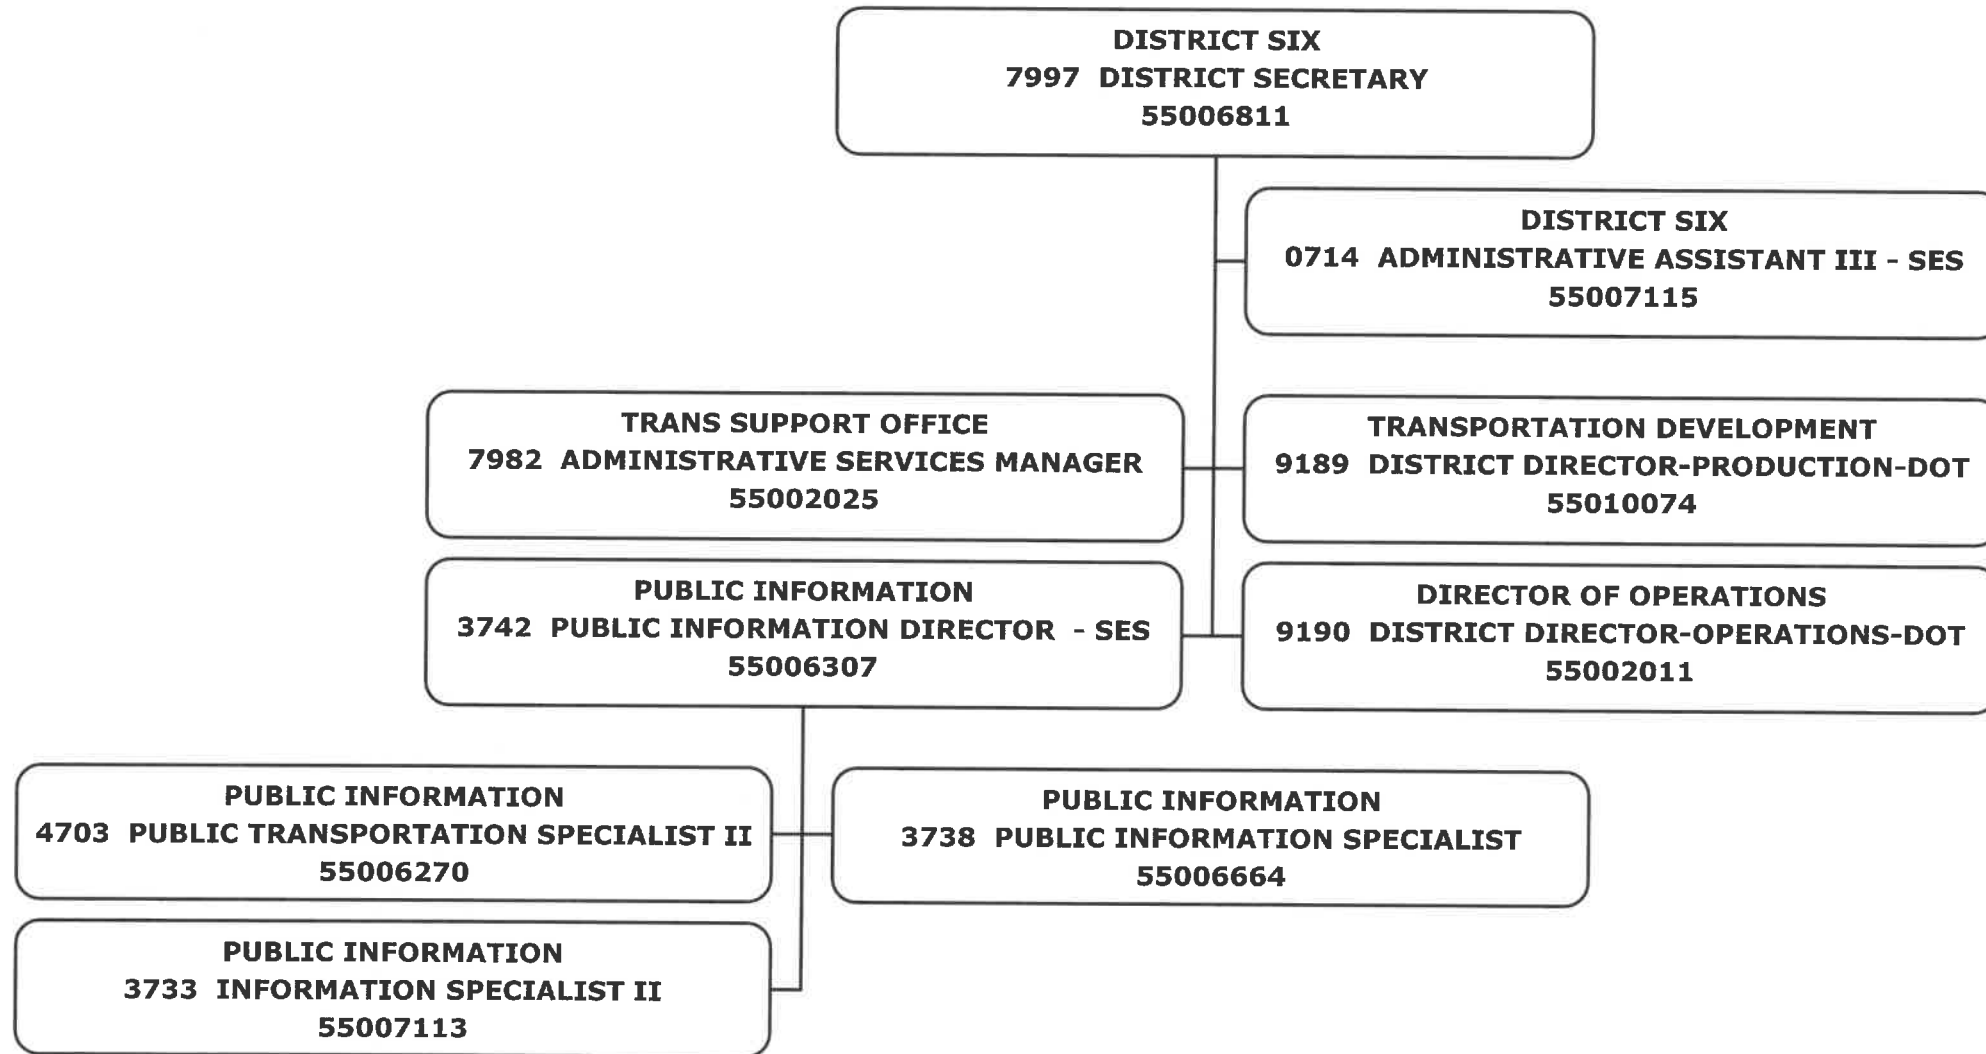 DISTRICT SIX
7997 DISTRICT SECRETARY
55006811
DISTRICT SIX
0714 ADMINISTRATIVE ASSISTANT III - SES
55007115
TRANS SUPPORT OFFICE
7982 ADMINISTRATIVE SERVICES MANAGER
55002025
TRANSPORTATION DEVELOPMENT
9189 DISTRICT DIRECTOR-PRODUCTION-DOT
55010074
PUBLIC INFORMATION
3742 PUBLIC INFORMATION DIRECTOR - SES
55006307
DIRECTOR OF OPERATIONS
9190 DISTRICT DIRECTOR-OPERATIONS-DOT
55002011
PUBLIC INFORMATION
4703 PUBLIC TRANSPORTATION SPECIALIST II
55006270
PUBLIC INFORMATION
3738 PUBLIC INFORMATION SPECIALIST
55006664
PUBLIC INFORMATION
3733 INFORMATION SPECIALIST II
55007113